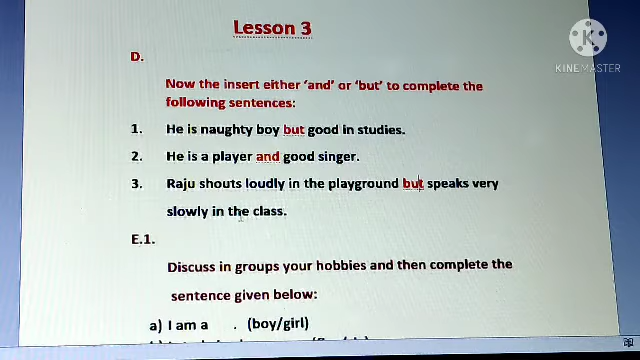 Lesson 3
KINEMASTER
D.
Now the insert either ‘and’ or ‘but’ to complete the
following sentences:
1. He is naughty boy but good in studies.
2. He is a player and good singer.
3. Raju shouts loudly in the playground but speaks very
slowly in the class.
E.1.
Discuss in groups your hobbies and then complete the
sentence given below:
a) I am a . (boy/girl)